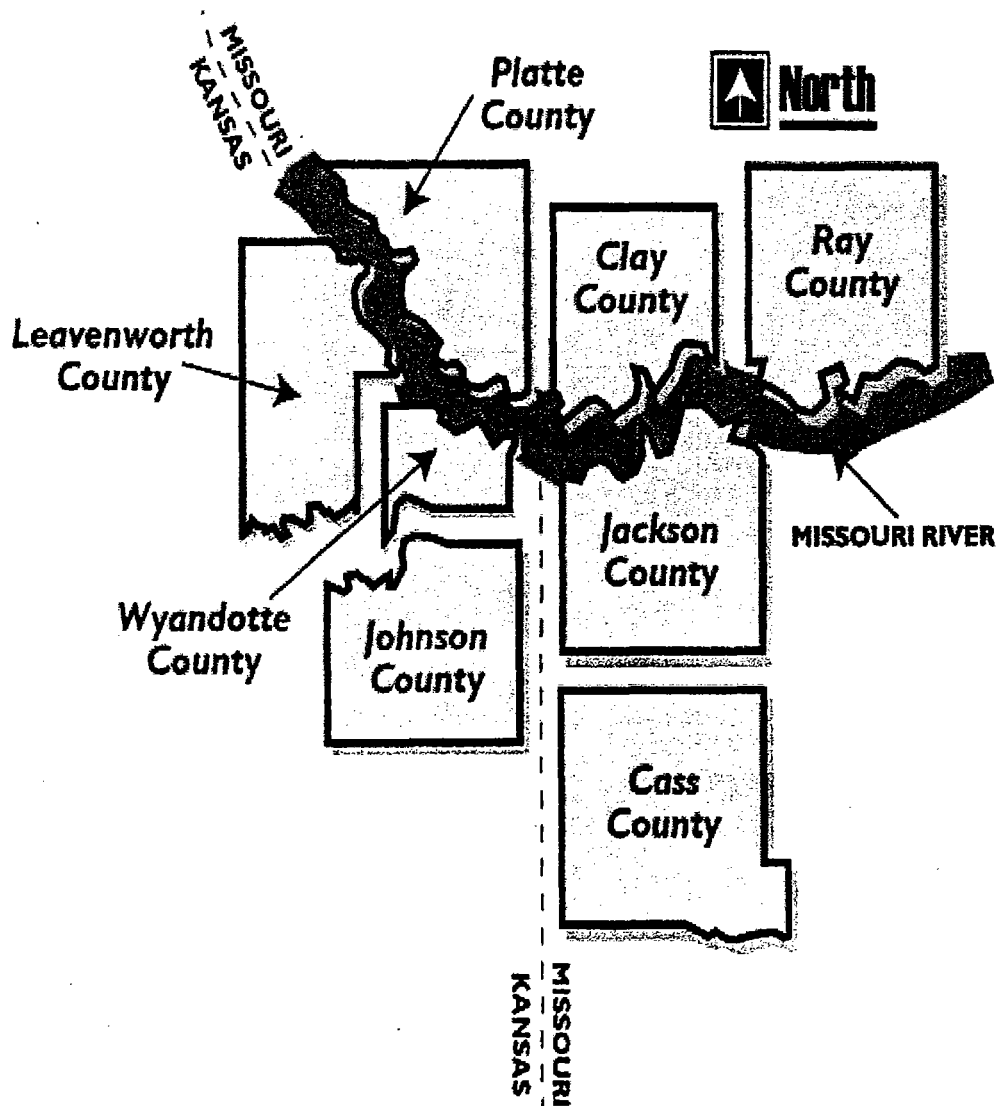 MISSOURI
KANSAS
Platte
County
North
Clay
County
Ray
County
Leavenworth
County
Jackson
County
MISSOURI RIVER
Wyandotte
County
Johnson
County
Cass
County
KANSAS
MISSOURI